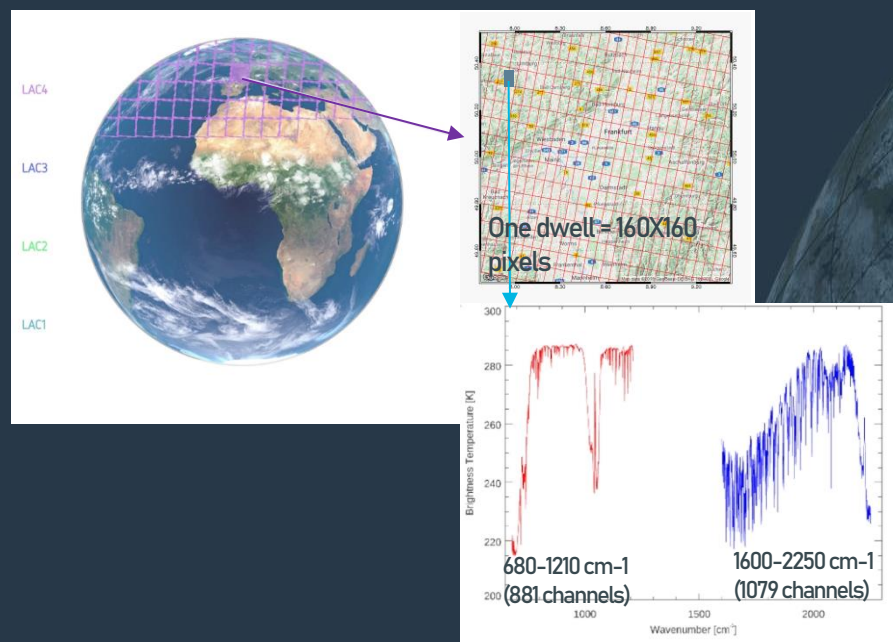 LAC4
LAC3
LAC2
LAC1
Frankfurt
One dwell = 160X160
pixels
300
280
260
240
220
200
Brightness Temperature [K]
680-1210 cm-1
(881 channels)
1600-2250 cm-1
(1079 channels)
1000
1500
2000
Wavenumber [cm⁻¹]